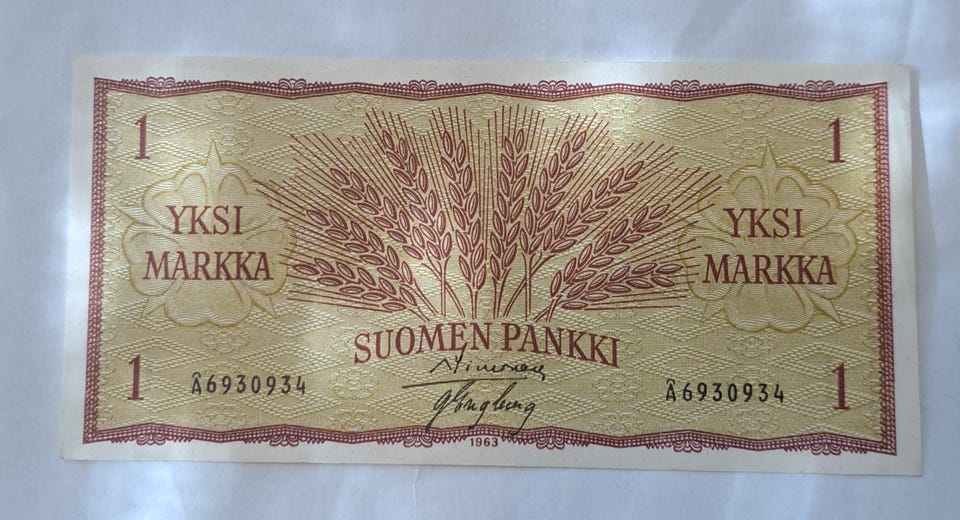 1
1
YKSI
MARKKA
YKSI
MARKKA
SUOMEN PANKKI
1
Â6930934
Â6930934
1
1963